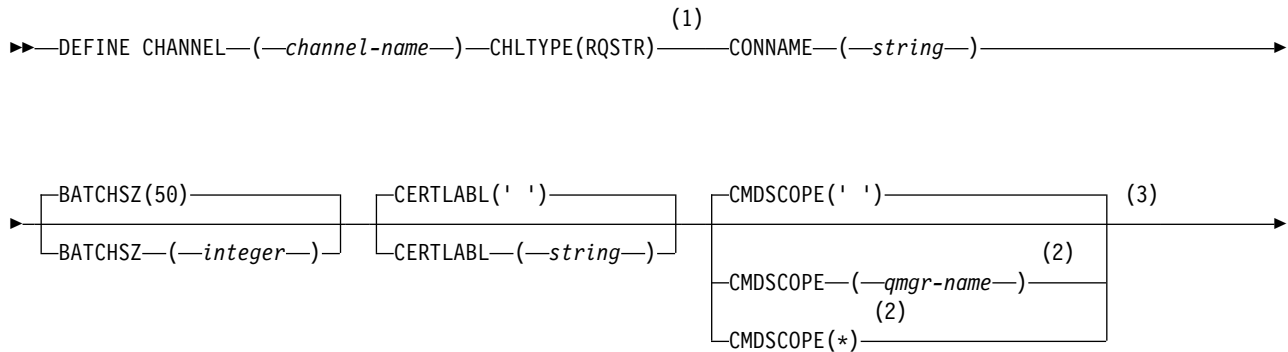 (1)
DEFINE CHANNEL ( channel-name ) CHLTYPE(RQSTR) CONNAME ( string )
BATCHSZ(50) CERTLABL(' ') CMDSCOPE(' ') (3)
BATCHSZ ( integer ) CERTLABL ( string ) (2)
CMDSCOPE ( qmgr-name )
(2)
CMDSCOPE(*)